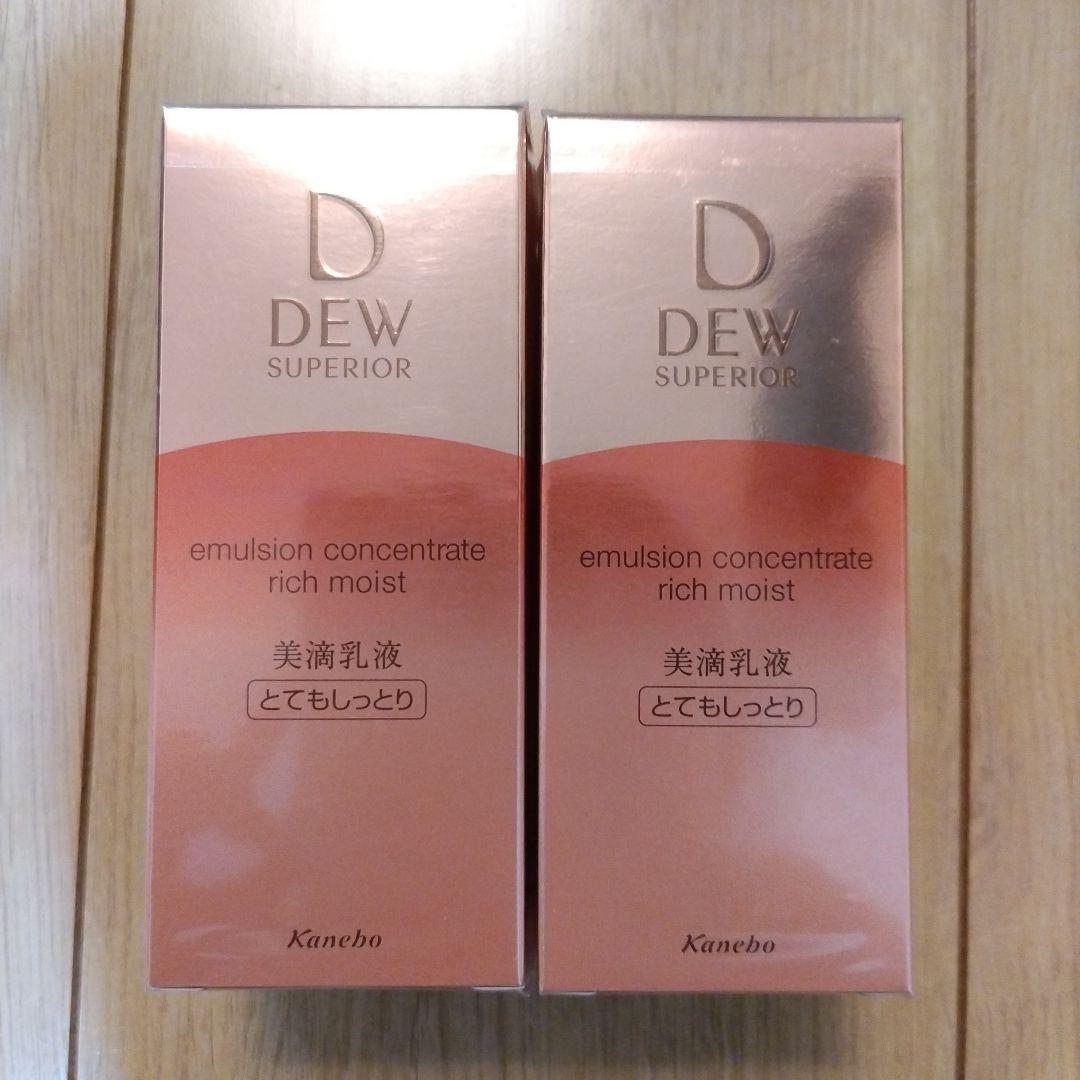 D
DEW
SUPERIOR
emulsion concentrate
rich moist
美滴乳液
とてもしっとり
Kanebo
D
DEW
SUPERIOR
emulsion concentrate
rich moist
美滴乳液
とてもしっとり
Kanebo